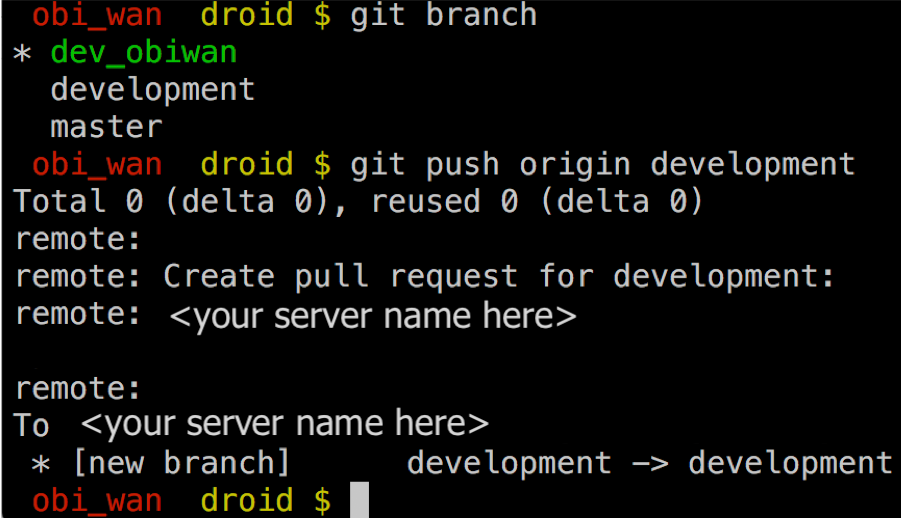 obi_wan  droid $ git branch
* dev_obiwan
  development
  master
obi_wan  droid $ git push origin development
Total 0 (delta 0), reused 0 (delta 0)
remote:
remote: Create pull request for development:
remote: <your server name here>
remote:
To <your server name here>
 * [new branch]      development -> development
obi_wan  droid $